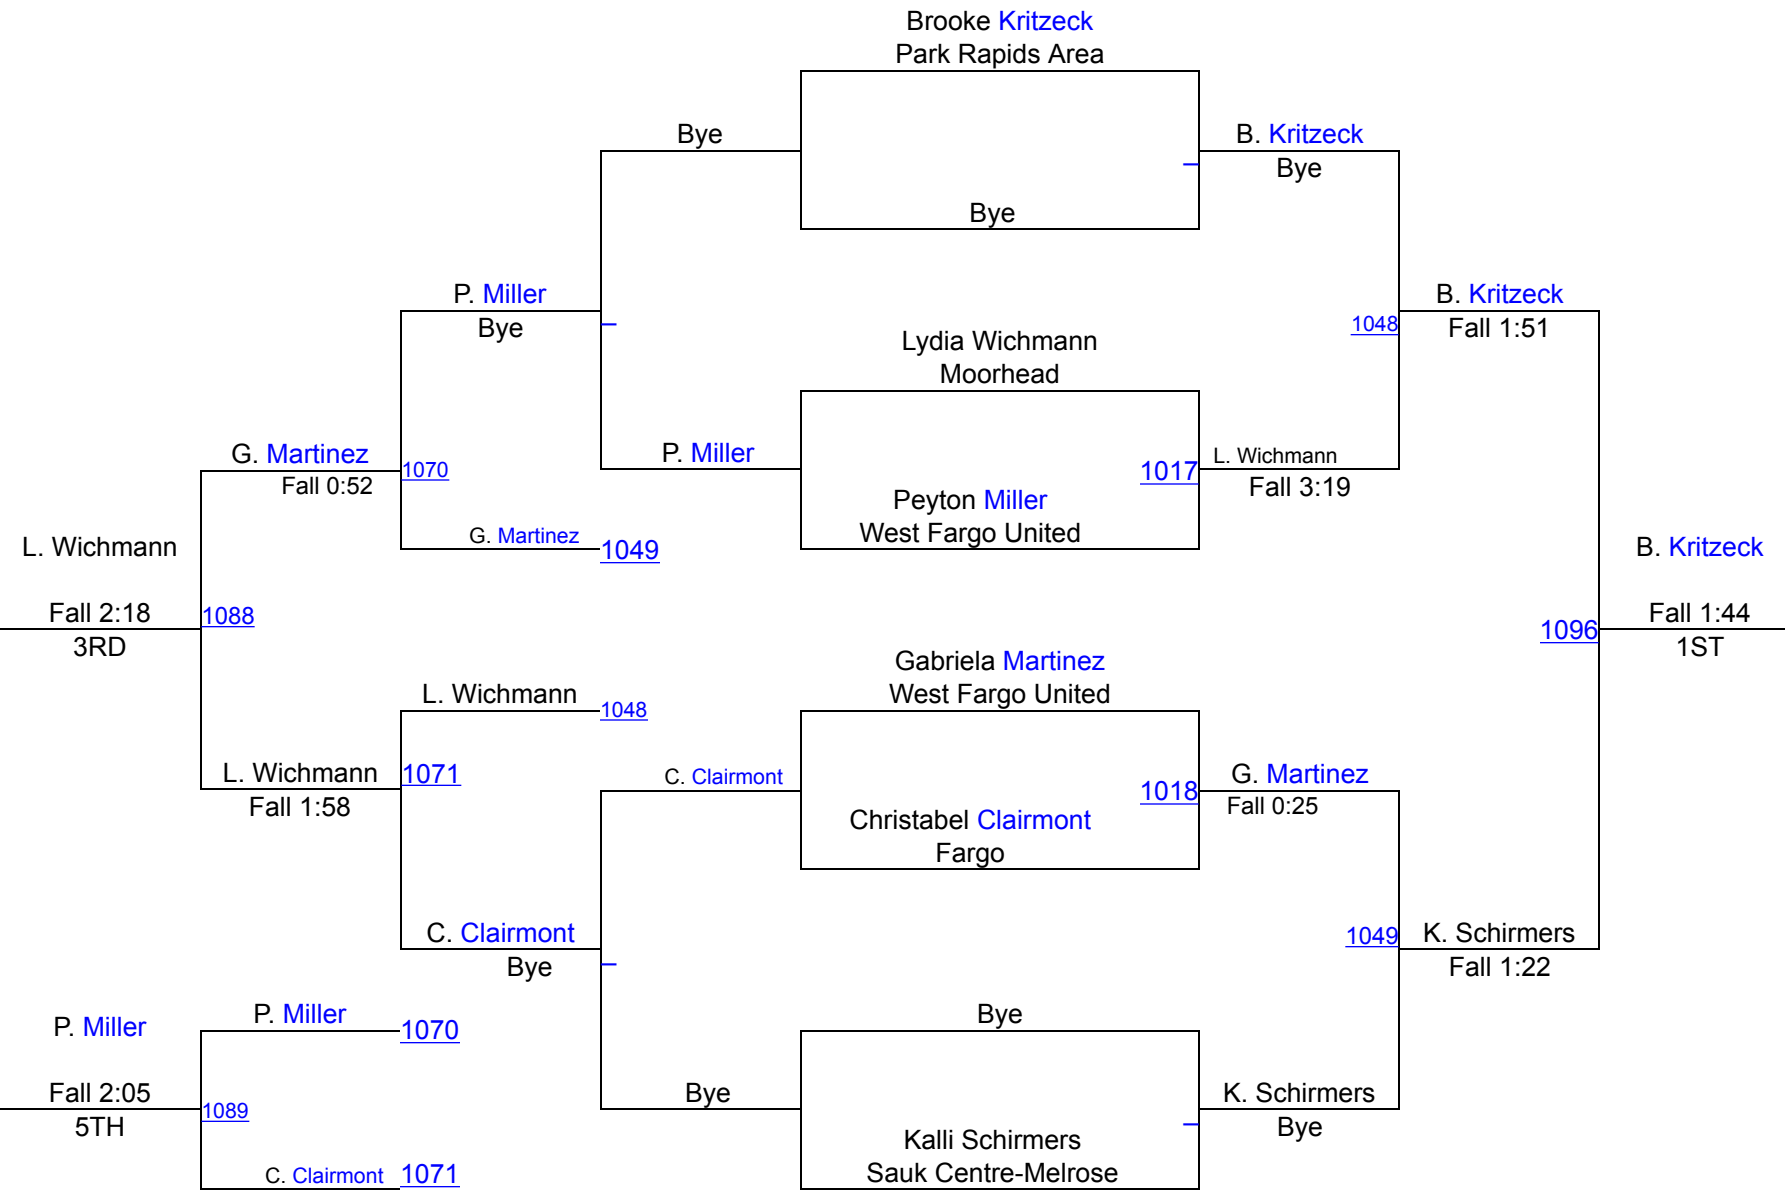 Brooke Kritzeck
Park Rapids Area
Bye
B. Kritzeck
Bye
Bye
P. Miller
Bye
B. Kritzeck
1048
Fall 1:51
Lydia Wichmann
Moorhead
G. Martinez
1070
Fall 0:52
P. Miller
1017
L. Wichmann
Fall 3:19
Peyton Miller
West Fargo United
G. Martinez 1049
L. Wichmann
Fall 2:18
3RD
1088
B. Kritzeck
Fall 1:44
1ST
1096
Gabriela Martinez
West Fargo United
L. Wichmann
1048
L. Wichmann 1071
Fall 1:58
C. Clairmont
1018
G. Martinez
Fall 0:25
Christabel Clairmont
Fargo
C. Clairmont
Bye
1049
K. Schirmers
Fall 1:22
P. Miller
Fall 2:05
5TH
P. Miller
1070
1089
C. Clairmont 1071
Bye
Bye
K. Schirmers
Bye
Kalli Schirmers
Sauk Centre-Melrose